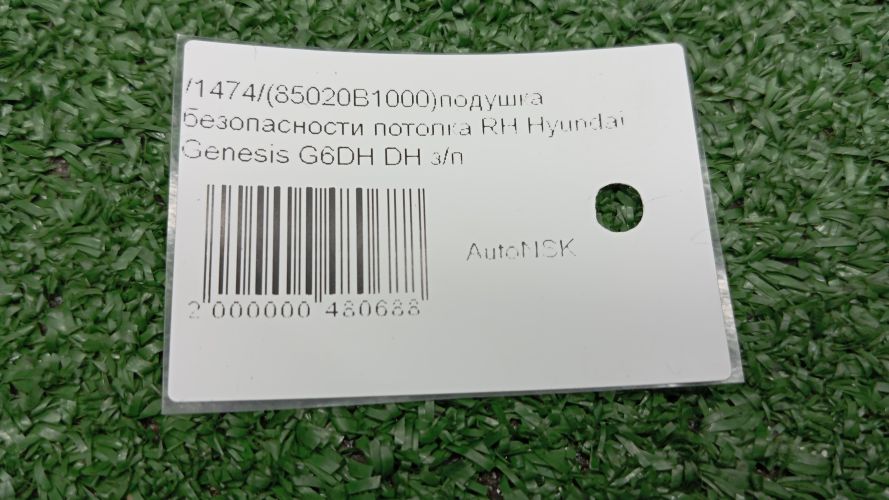 /1474/(85020B1000)подушка
безопасности потолка RH Hyundai
Genesis G6DH DH з/п
AutoNSK
2 000000 480688